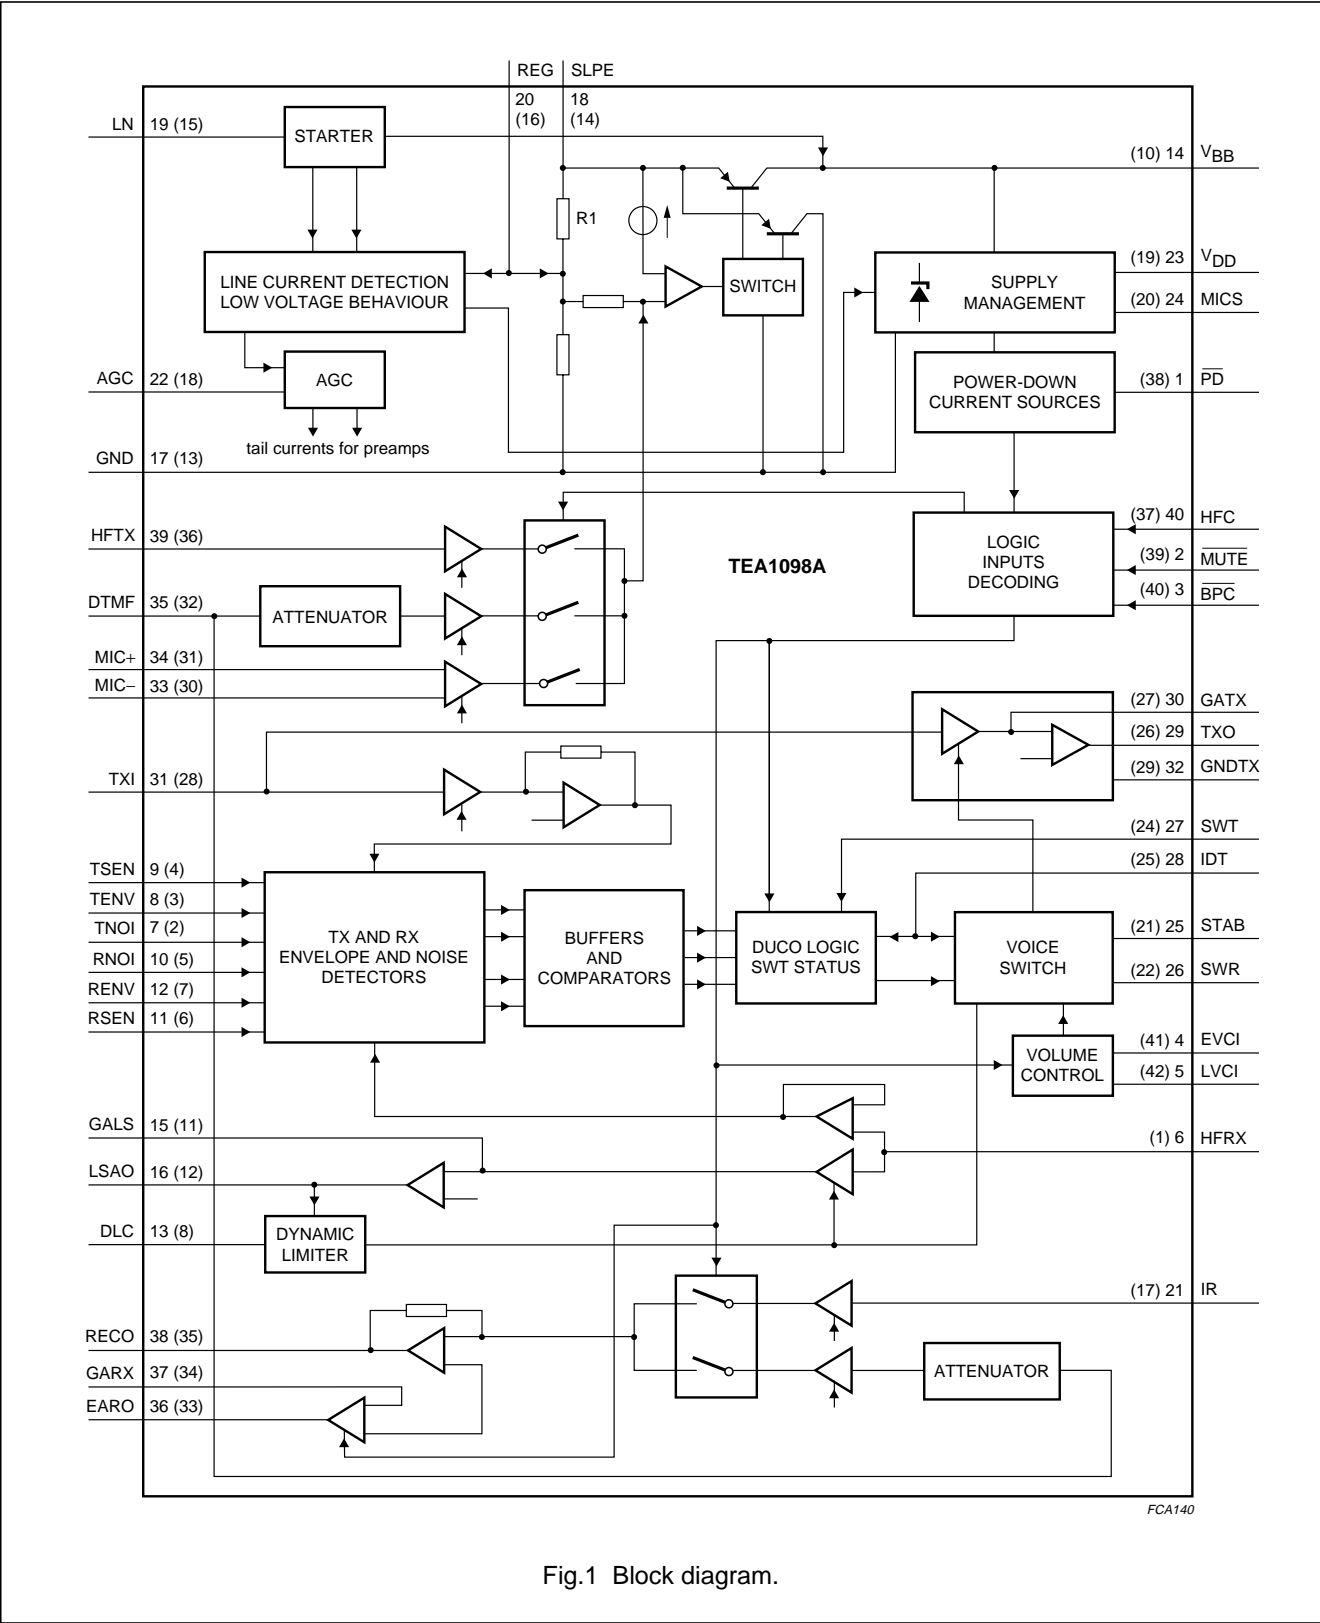 REG SLPE
20 18
(16) (14)
LN 19 (15)
STARTER
(10) 14 VBB
R1
LINE CURRENT DETECTION
LOW VOLTAGE BEHAVIOUR
SWITCH
SUPPLY
MANAGEMENT
(19) 23 VDD
(20) 24 MICS
AGC 22 (18)
AGC
POWER-DOWN
CURRENT SOURCES
(38) 1 PD
tail currents for preamps
GND 17 (13)
HFTX 39 (36)
TEA1098A
LOGIC
INPUTS
DECODING
(37) 40 HFC
(39) 2 MUTE
(40) 3 BPC
DTMF 35 (32)
ATTENUATOR
MIC+ 34 (31)
MIC− 33 (30)
(27) 30 GATX
(26) 29 TXO
(29) 32 GNDTX
TXI 31 (28)
(24) 27 SWT
(25) 28 IDT
TSEN 9 (4)
TENV 8 (3)
TNOI 7 (2)
RNOI 10 (5)
RENV 12 (7)
RSEN 11 (6)
TX AND RX
ENVELOPE AND NOISE
DETECTORS
BUFFERS
AND
COMPARATORS
DUCO LOGIC
SWT STATUS
VOICE
SWITCH
(21) 25 STAB
(22) 26 SWR
VOLUME
CONTROL
(41) 4 EVCI
(42) 5 LVCI
GALS 15 (11)
(1) 6 HFRX
LSAO 16 (12)
DLC 13 (8)
DYNAMIC
LIMITER
(17) 21 IR
RECO 38 (35)
GARX 37 (34)
EARO 36 (33)
ATTENUATOR
FCA140
Fig.1 Block diagram.